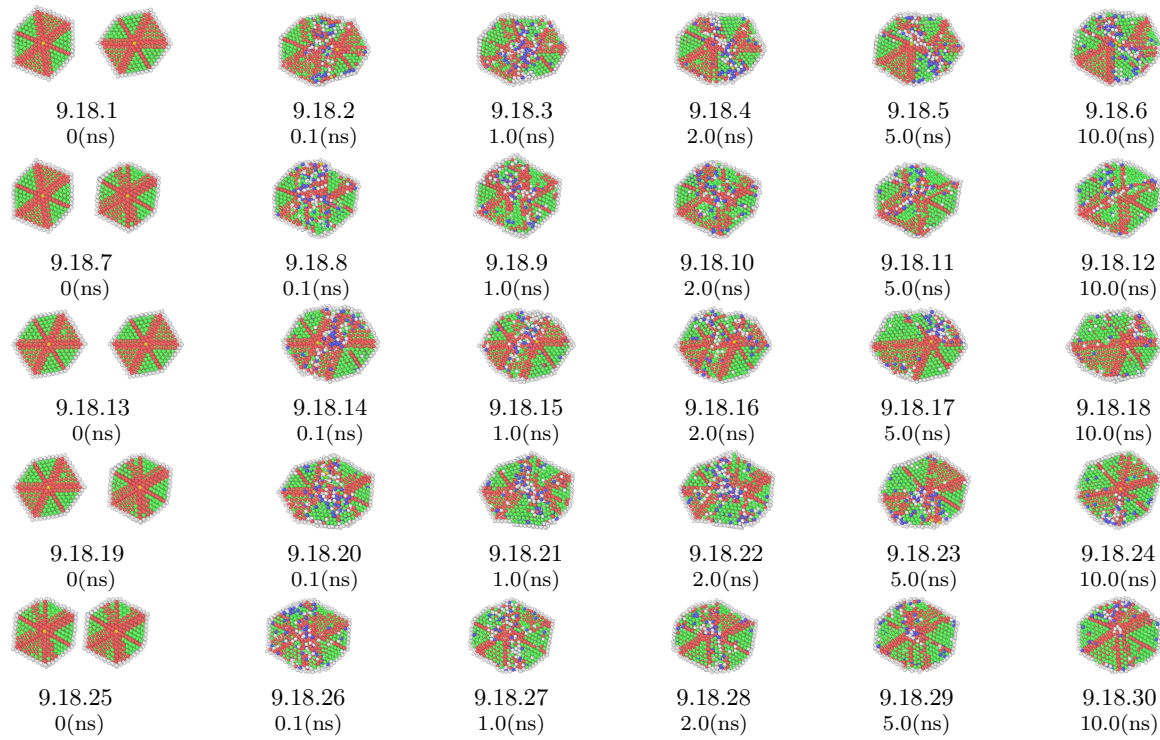 9.18.1 9.18.2 9.18.3 9.18.4 9.18.5 9.18.6
0(ns) 0.1(ns) 1.0(ns) 2.0(ns) 5.0(ns) 10.0(ns)
9.18.7 9.18.8 9.18.9 9.18.10 9.18.11 9.18.12
0(ns) 0.1(ns) 1.0(ns) 2.0(ns) 5.0(ns) 10.0(ns)
9.18.13 9.18.14 9.18.15 9.18.16 9.18.17 9.18.18
0(ns) 0.1(ns) 1.0(ns) 2.0(ns) 5.0(ns) 10.0(ns)
9.18.19 9.18.20 9.18.21 9.18.22 9.18.23 9.18.24
0(ns) 0.1(ns) 1.0(ns) 2.0(ns) 5.0(ns) 10.0(ns)
9.18.25 9.18.26 9.18.27 9.18.28 9.18.29 9.18.30
0(ns) 0.1(ns) 1.0(ns) 2.0(ns) 5.0(ns) 10.0(ns)